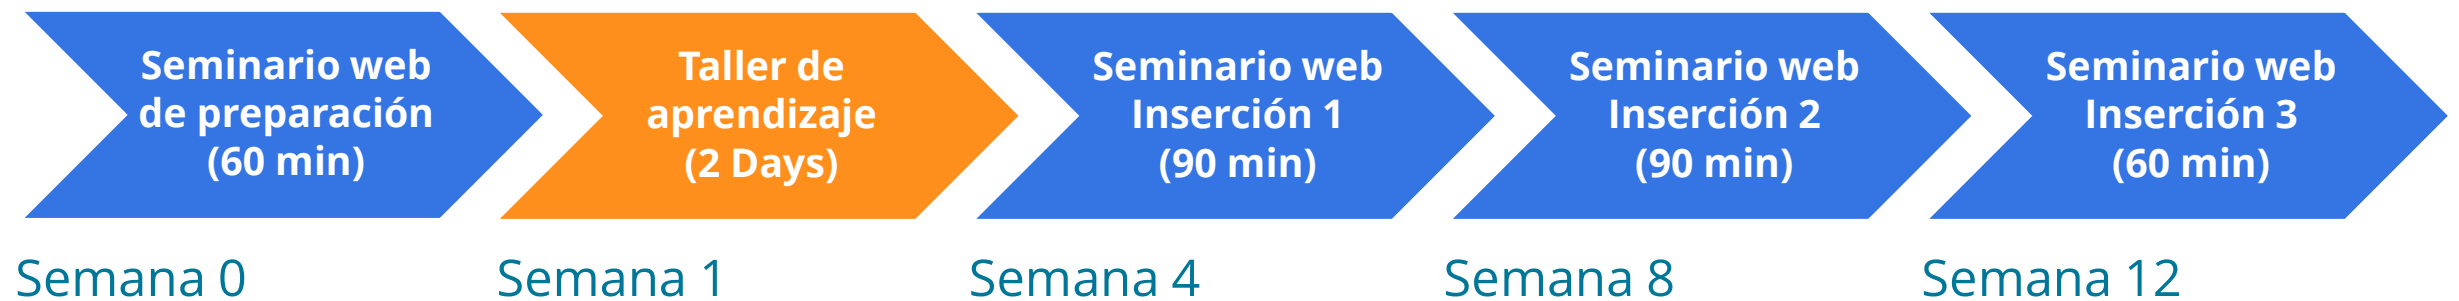 Seminario web
de preparación
(60 min)
Taller de
aprendizaje
(2 Days)
Seminario web
Inserción 1
(90 min)
Seminario web
Inserción 2
(90 min)
Seminario web
Inserción 3
(60 min)
Semana 0
Semana 1
Semana 4
Semana 8
Semana 12